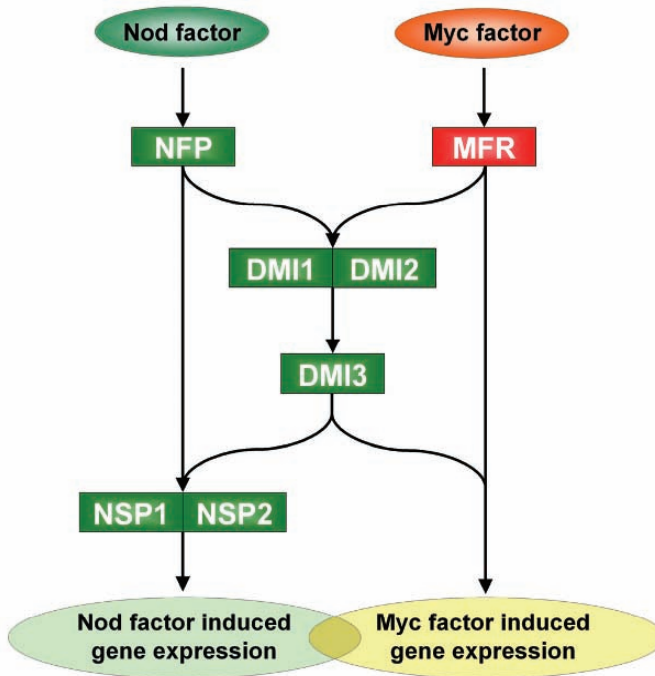 Nod factor
Myc factor
NFP
MFR
DMI1 DMI2
DMI3
NSP1 NSP2
Nod factor induced
gene expression
Myc factor induced
gene expression